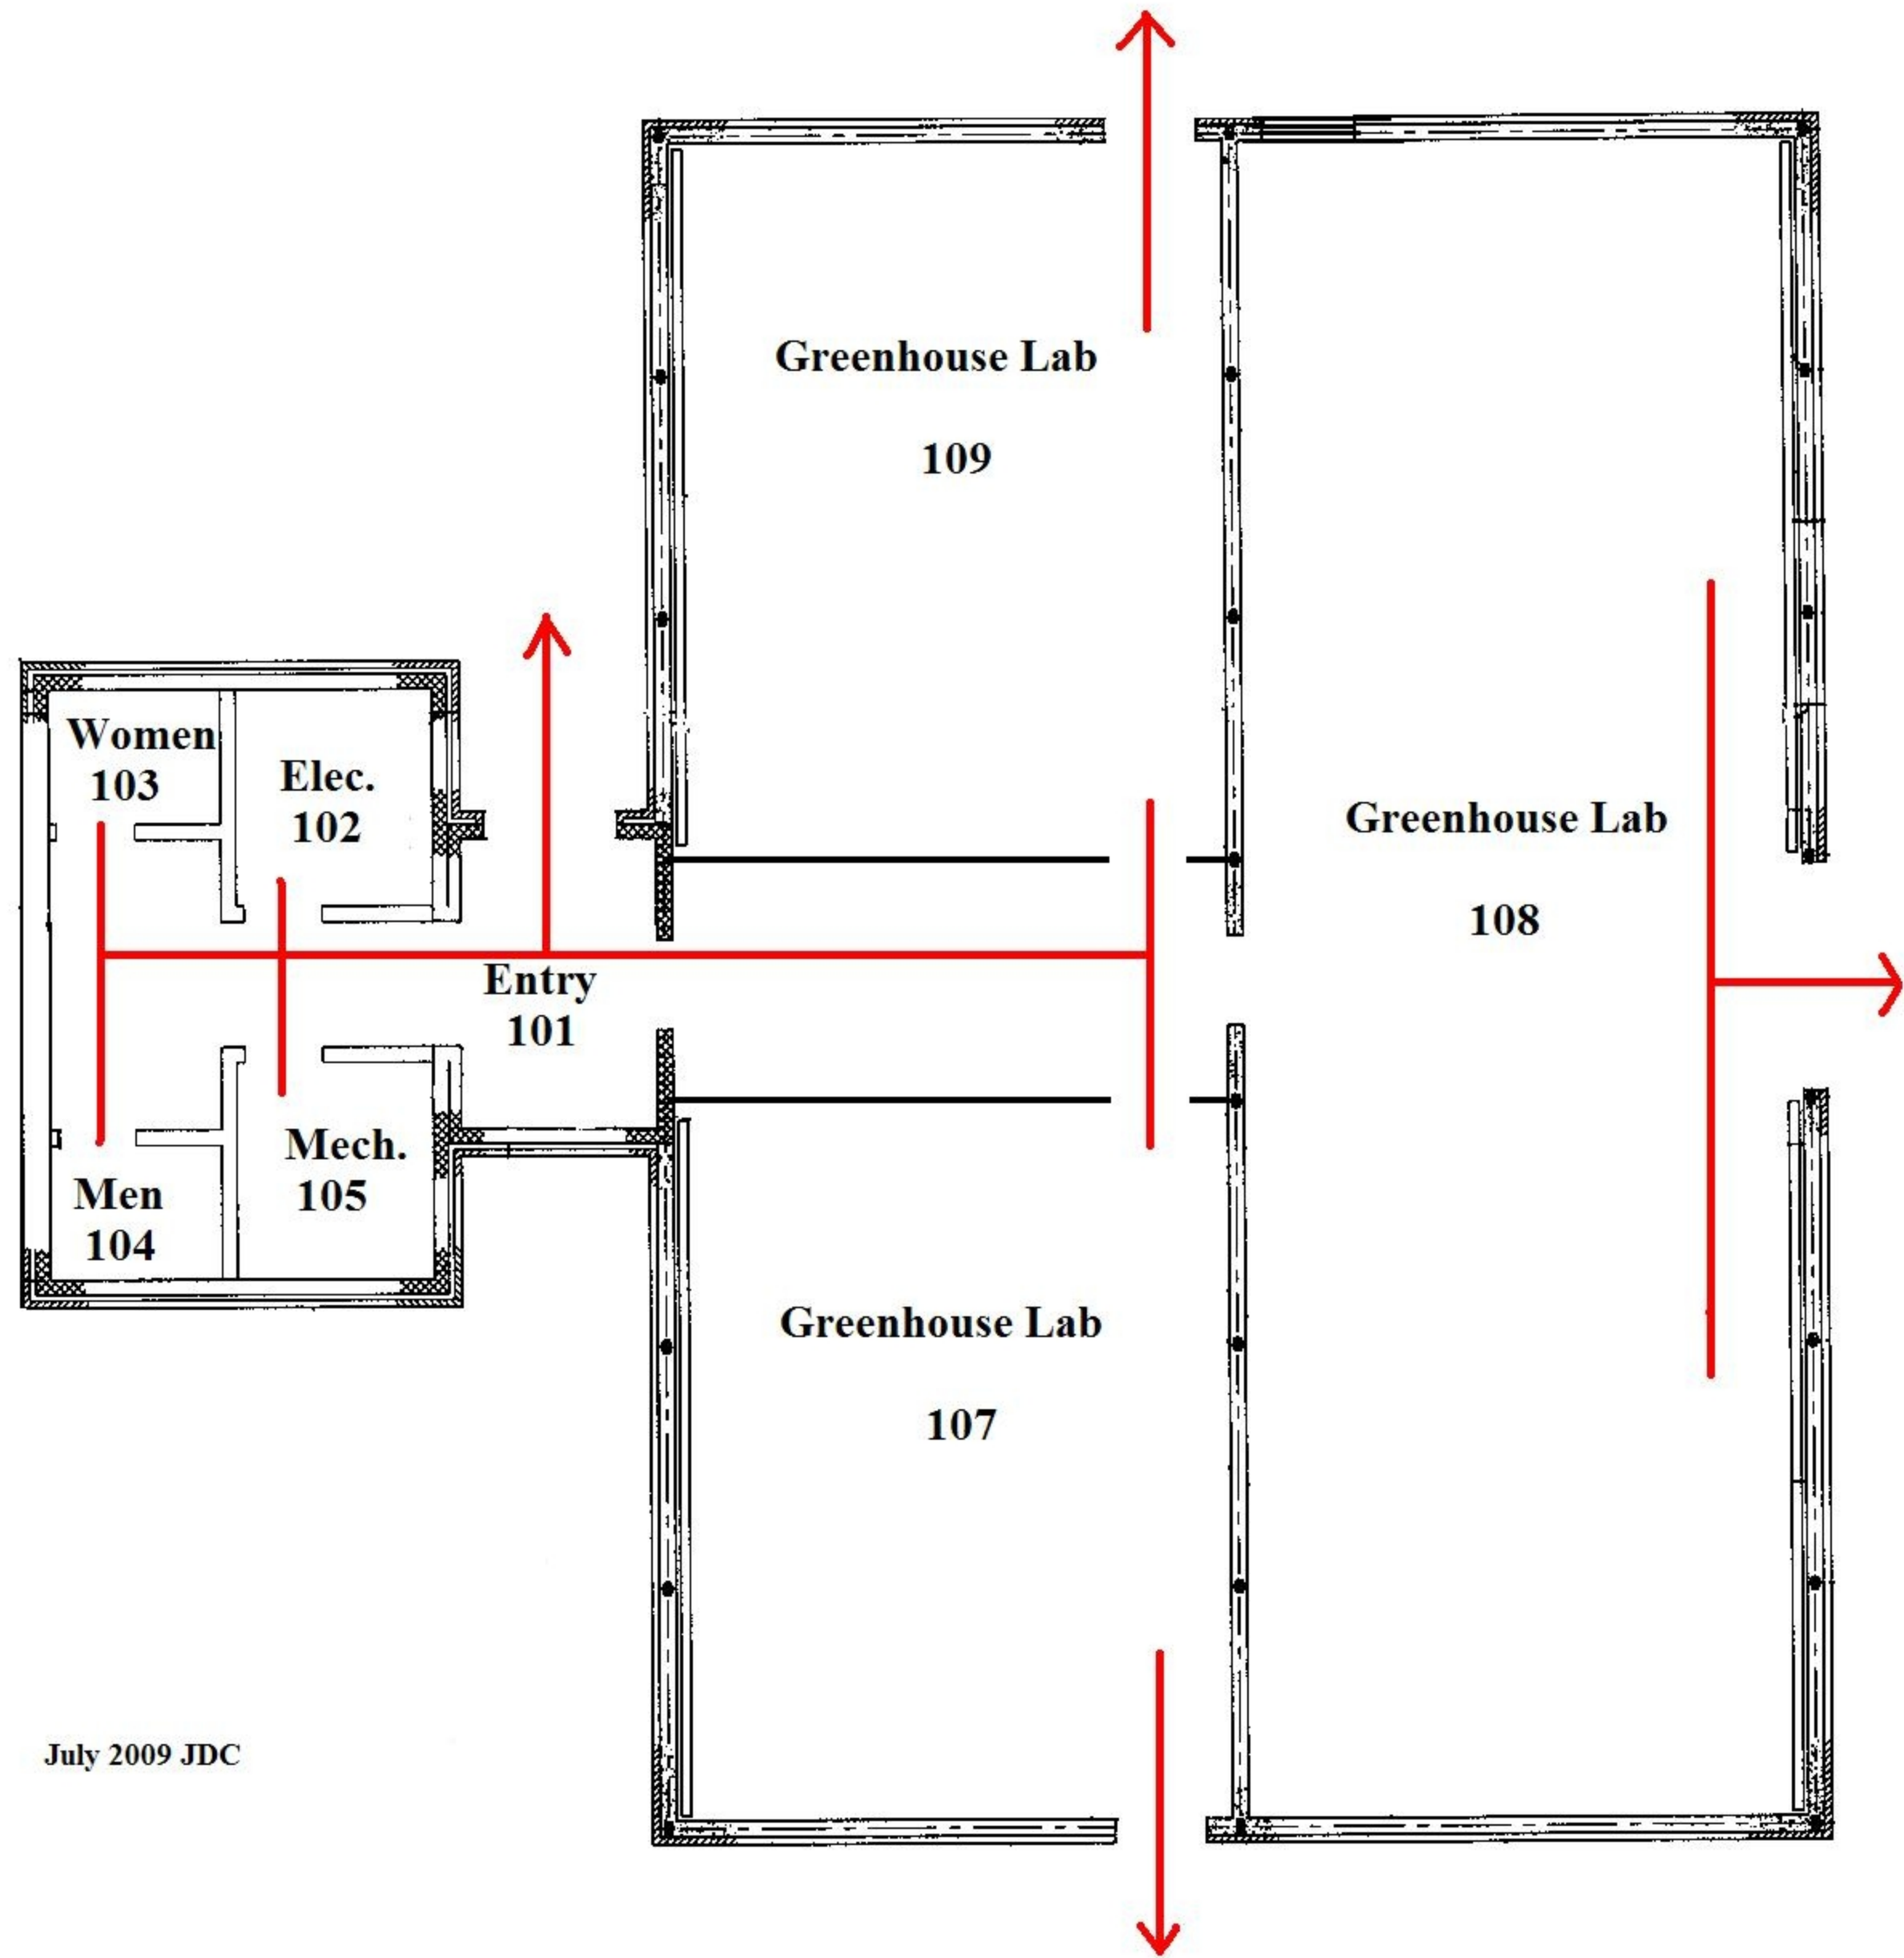 Greenhouse Lab
109
Women
103
Elec.
102
Greenhouse Lab
108
Entry
101
Mech.
105
Men
104
Greenhouse Lab
107
July 2009 JDC